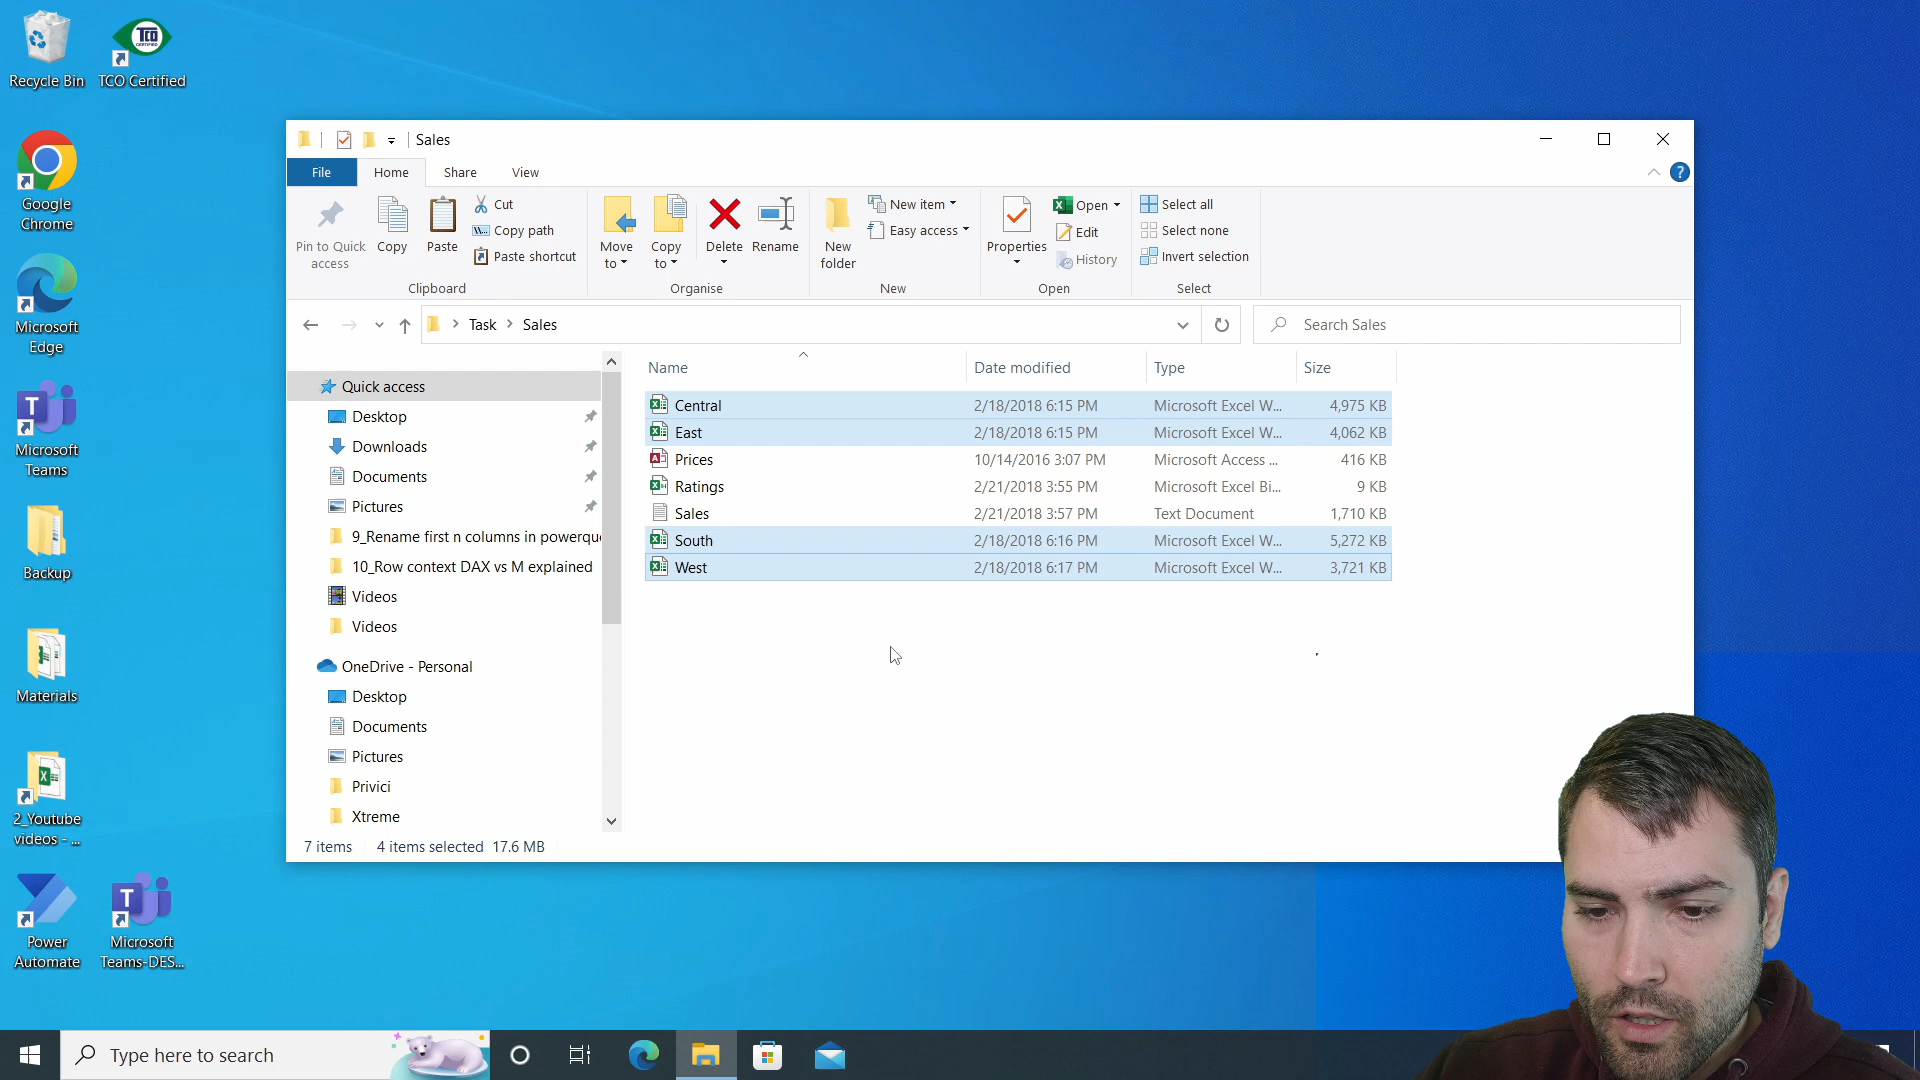 Recycle Bin
TCO Certified
TCO
CERTIFIED
Google
Chrome
Microsoft
Edge
Microsoft
Teams
Backup
Materials
2_Youtube
videos - ...
Power
Automate
Microsoft
Teams-DES...
Sales
File
Home
Share
View
Pin to Quick
access
Copy
Paste
Cut
Copy path
Paste shortcut
Clipboard
Move
to
Copy
to
Delete
Rename
Organise
New
folder
New item
Easy access
New
Properties
Open
Edit
History
Open
Select all
Select none
Invert selection
Select
Task > Sales
Search Sales
Quick access
Desktop
Downloads
Documents
Pictures
9_Rename first n columns in powerqu
10_Row context DAX vs M explained
Videos
Videos
OneDrive - Personal
Desktop
Documents
Pictures
Privici
Xtreme
Name Date modified Type Size
Central 2/18/2018 6:15 PM Microsoft Excel W... 4,975 KB
East 2/18/2018 6:15 PM Microsoft Excel W... 4,062 KB
Prices 10/14/2016 3:07 PM Microsoft Access ... 416 KB
Ratings 2/21/2018 3:55 PM Microsoft Excel Bi... 9 KB
Sales 2/21/2018 3:57 PM Text Document 1,710 KB
South 2/18/2018 6:16 PM Microsoft Excel W... 5,272 KB
West 2/18/2018 6:17 PM Microsoft Excel W... 3,721 KB
7 items 4 items selected 17.6 MB
Type here to search